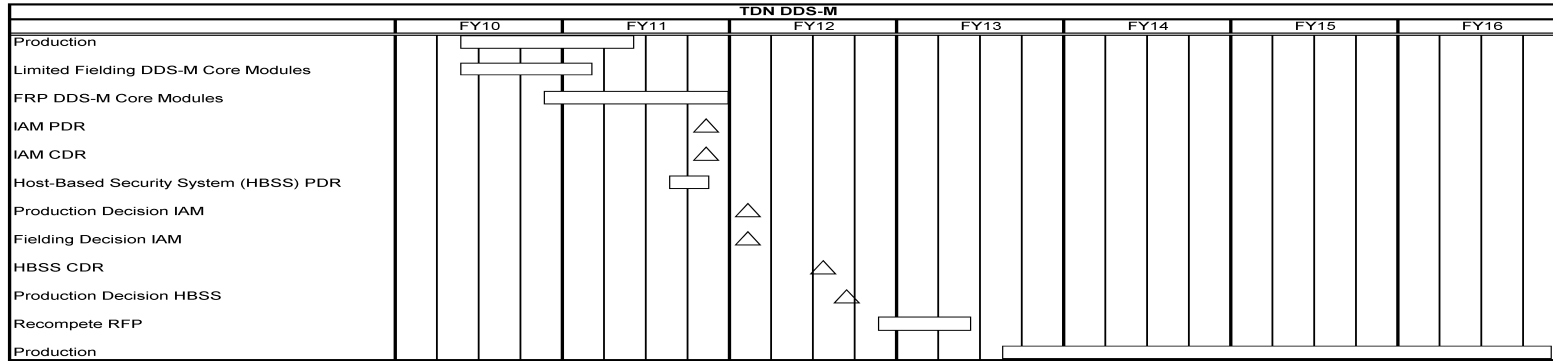 TDN DDS-M
FY10 FY11 FY12 FY13 FY14 FY15 FY16
Production
Limited Fielding DDS-M Core Modules
FRP DDS-M Core Modules
IAM PDR
IAM CDR
Host-Based Security System (HBSS) PDR
Production Decision IAM
Fielding Decision IAM
HBSS CDR
Production Decision HBSS
Recompete RFP
Production